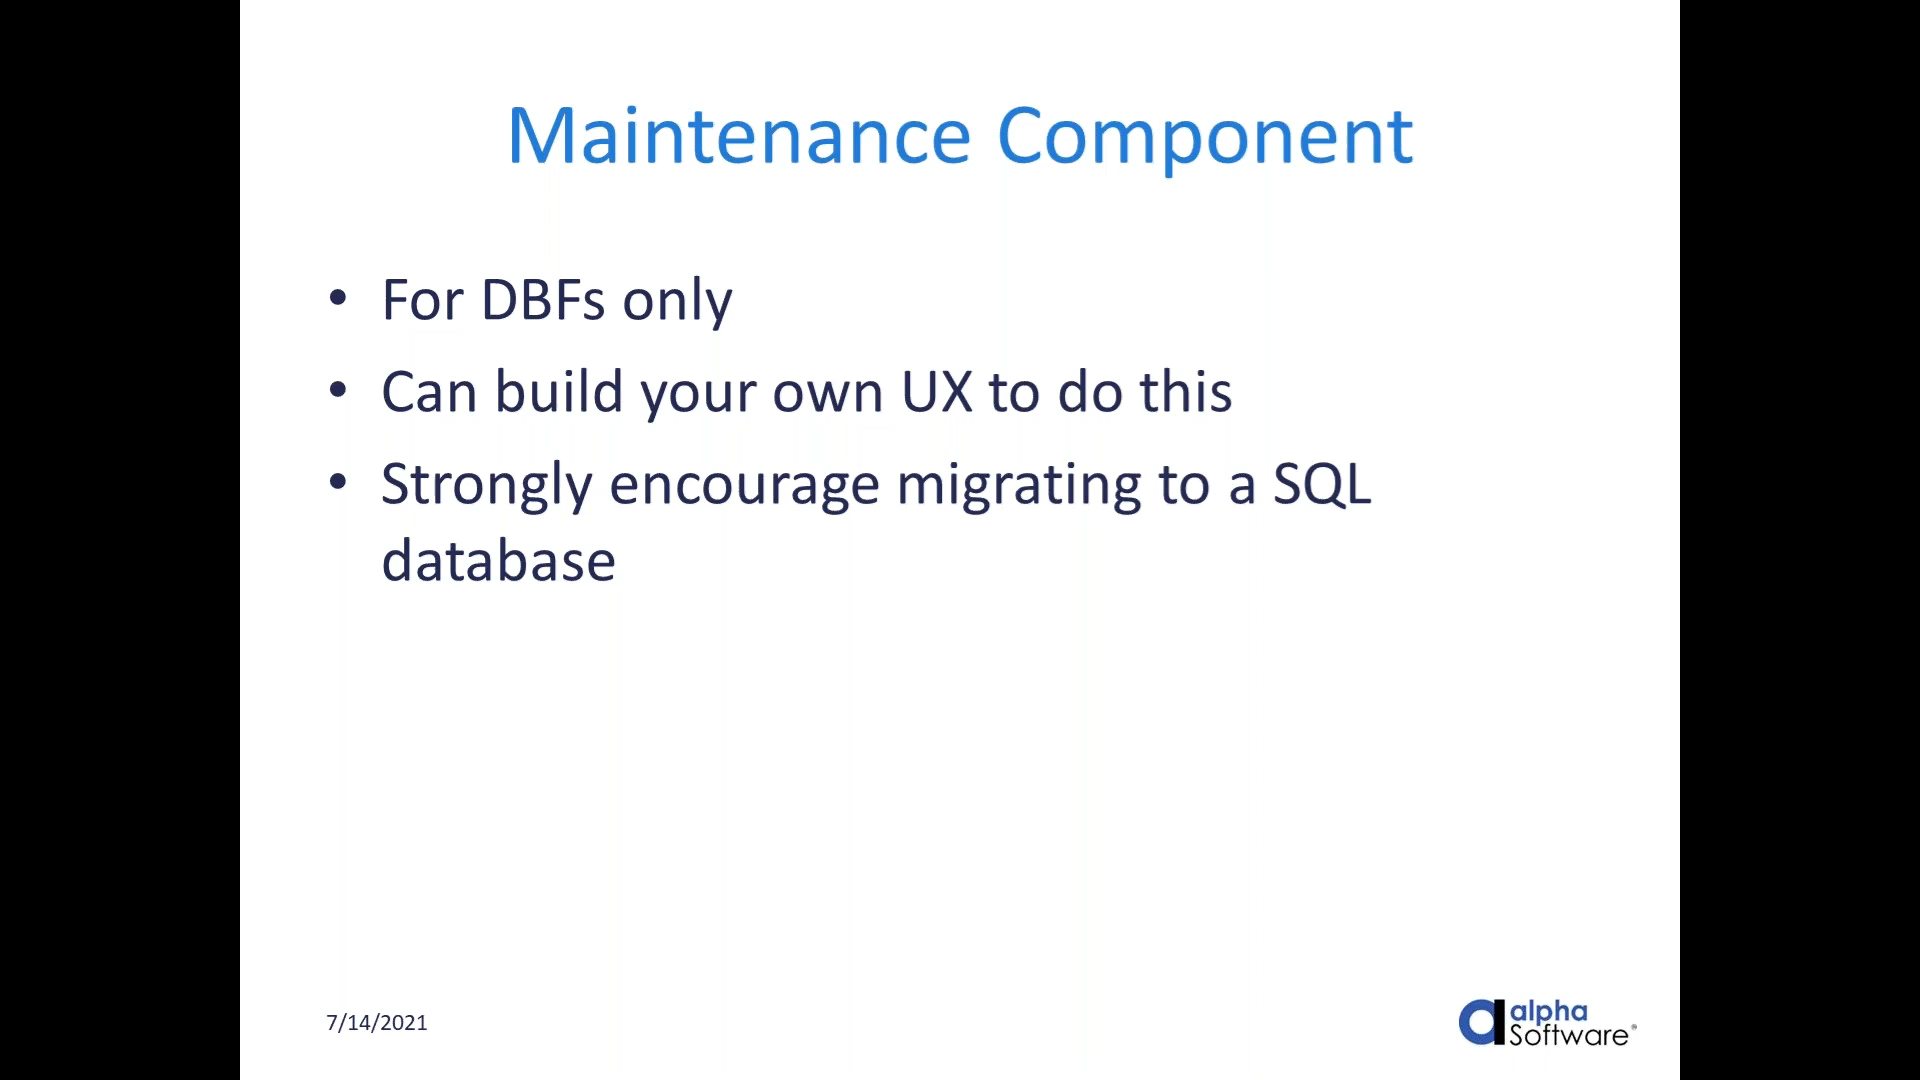 Maintenance Component
• For DBFs only
• Can build your own UX to do this
• Strongly encourage migrating to a SQL
database
7/14/2021
alpha
Software®